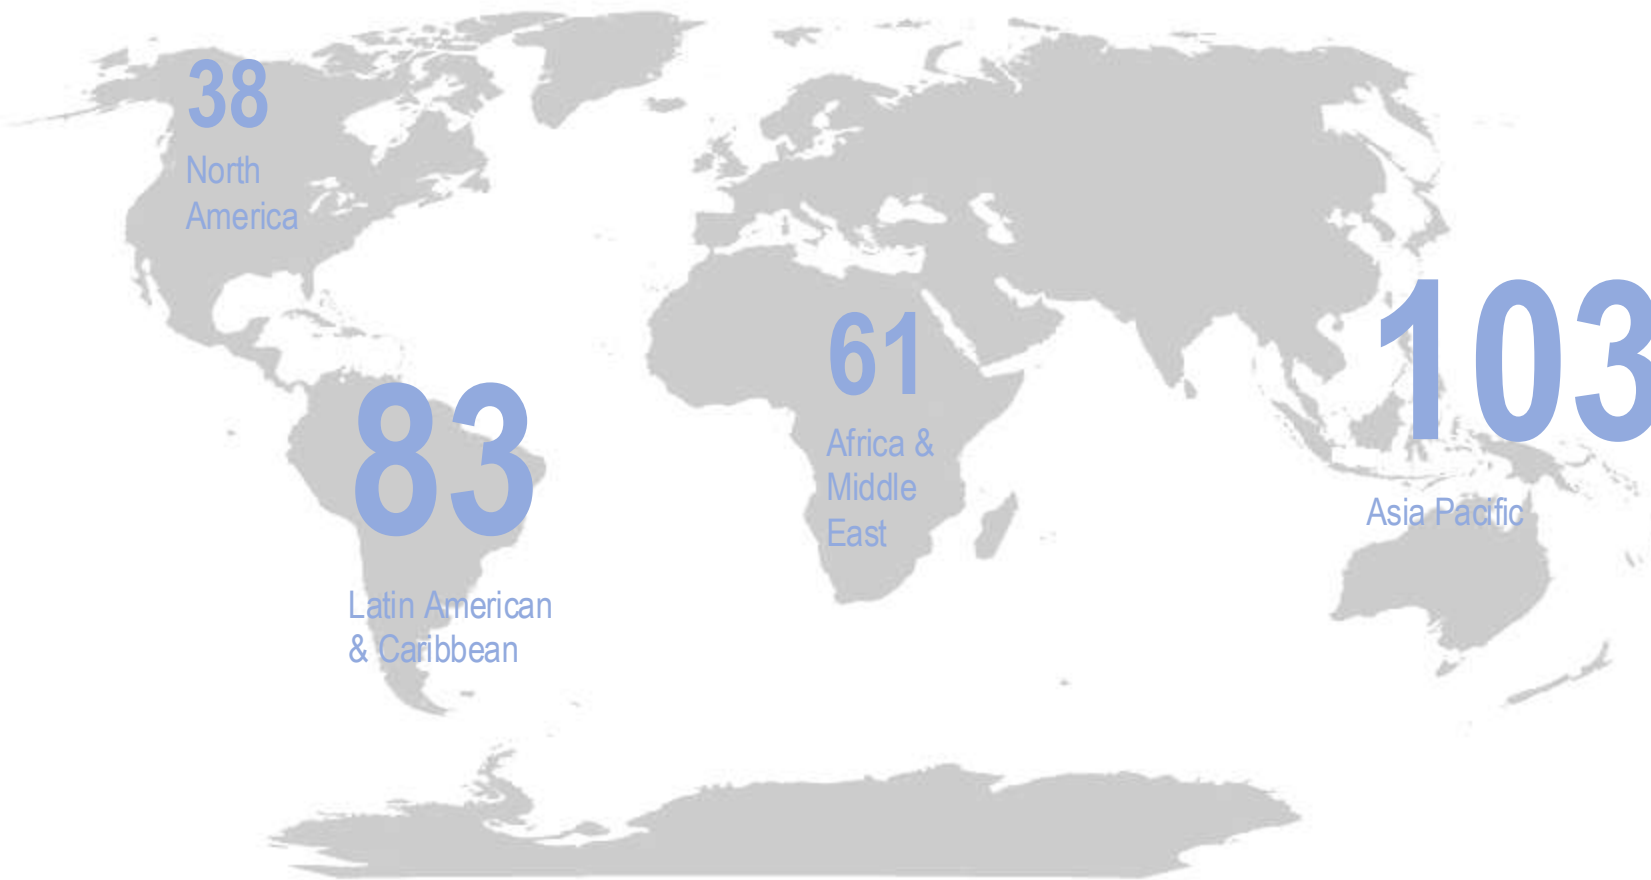 38
North
America
83
Latin American
& Caribbean
61
Africa &
Middle
East
103
Asia Pacific